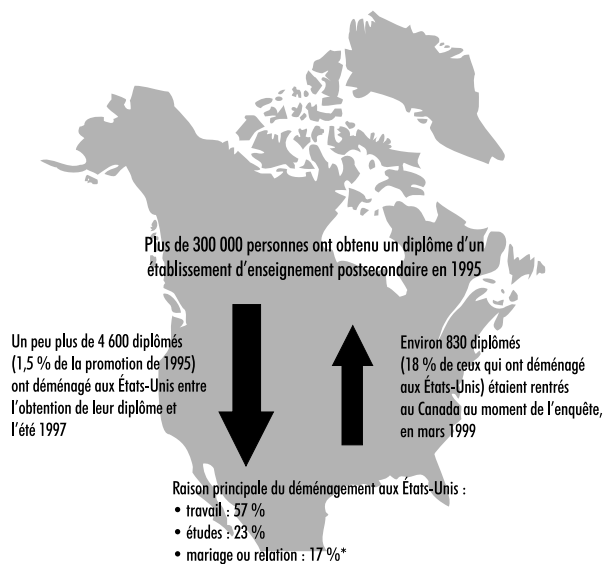 Plus de 300 000 personnes ont obtenu un diplôme d'un
établissement d'enseignement postsecondaire en 1995
Un peu plus de 4 600 diplômés
(1,5 % de la promotion de 1995)
ont déménagé aux États-Unis entre
l'obtention de leur diplôme et
l'été 1997
Environ 830 diplômés
(18 % de ceux qui ont déménagé
aux États-Unis) étaient rentrés
au Canada au moment de l'enquête,
en mars 1999
Raison principale du déménagement aux États-Unis :
• travail : 57 %
• études : 23 %
• mariage ou relation : 17 %*